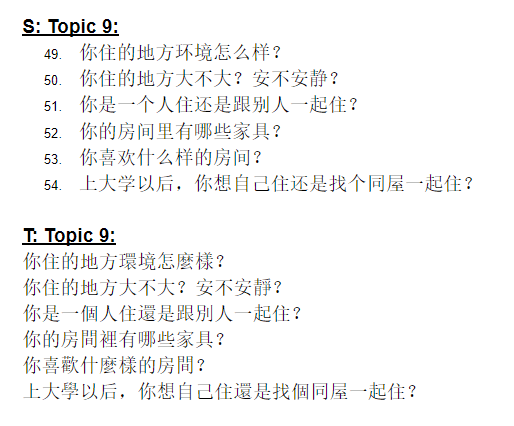 S: Topic 9:
49. 你住的地方环境怎么样？
50. 你住的地方大不大？安不安静？
51. 你是一个人住还是跟别人一起住？
52. 你的房间里有哪些家具？
53. 你喜欢什么样的房间？
54. 上大学以后，你想自己住还是找个同屋一起住？
T: Topic 9:
你住的地方環境怎麼樣？
你住的地方大不大？安不安靜？
你是一個人住還是跟別人一起住？
你的房間裡有哪些家具？
你喜歡什麼樣的房間？
上大學以后，你想自己住還是找個同屋一起住？